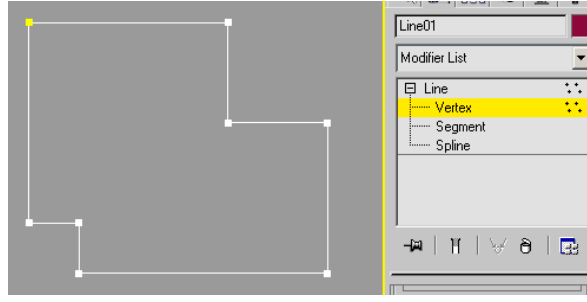 Line01
Modifier List
Line
Vertex
Segment
Spline